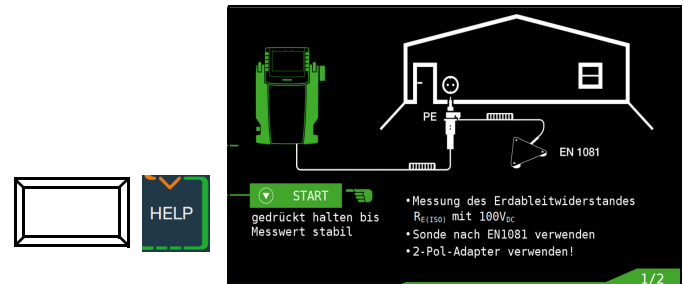 HELP
PE
EN 1081
START
gedrückt halten bis
Messwert stabil
•Messung des Erdableitwiderstandes
RE(ISO) mit 100VDC
•Sonde nach EN1081 verwenden
•2-Pol-Adapter verwenden!
1/2